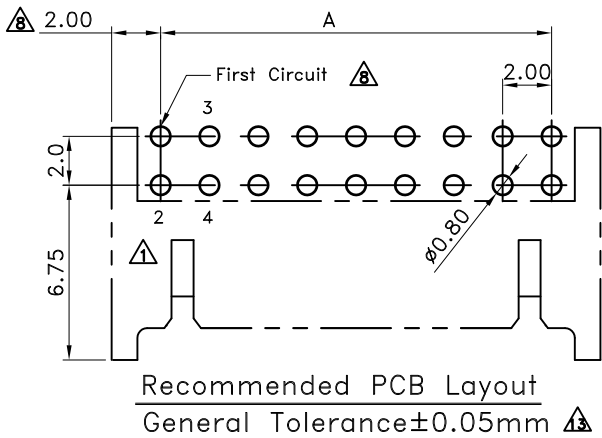 8 2.00 A
First Circuit 8 2.00
3
2.0
2 4
ø0.80
1
6.75
Recommended PCB Layout
General Tolerance±0.05mm 13